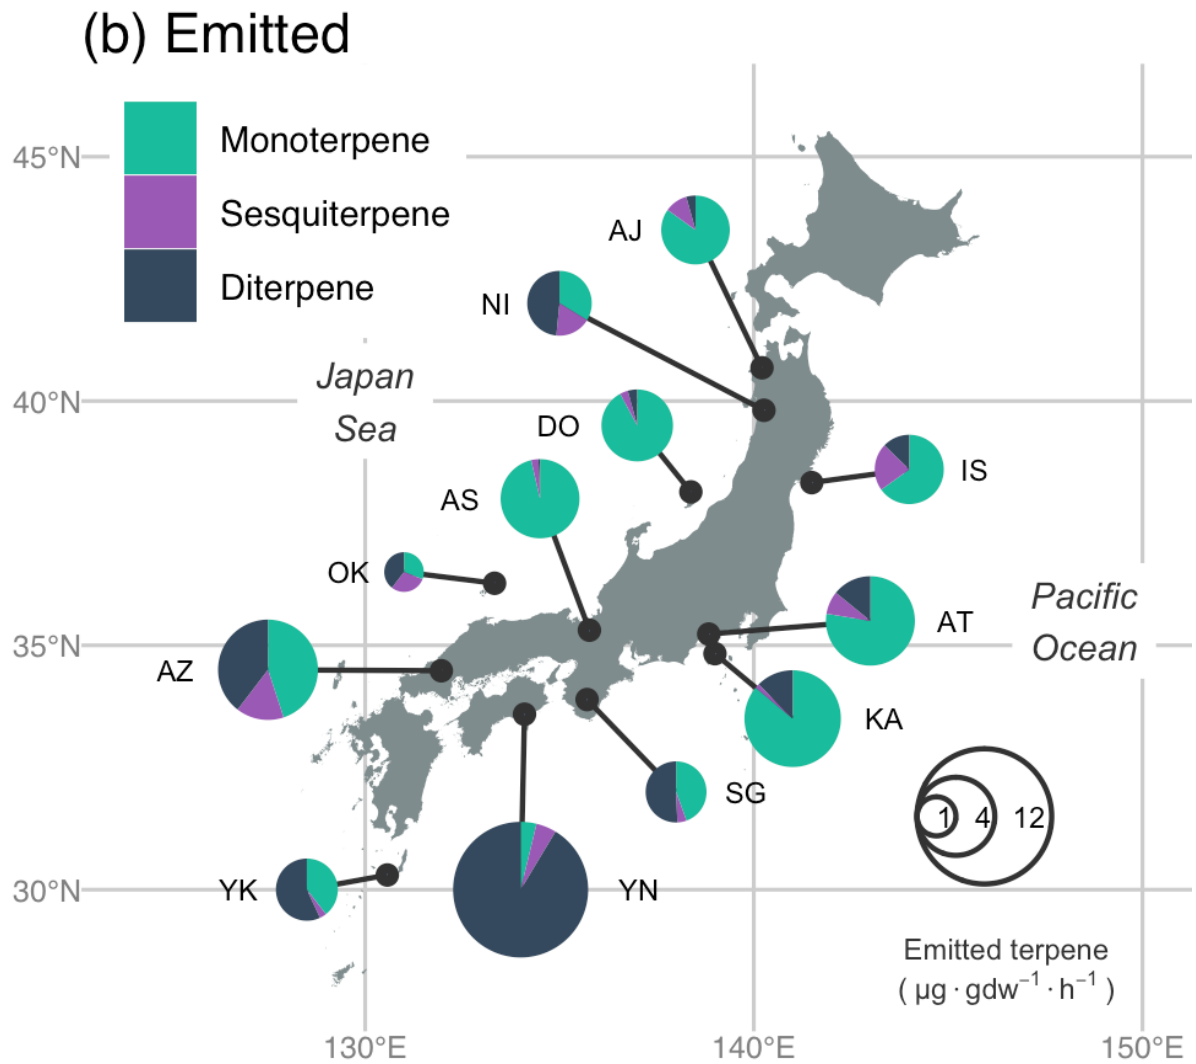 (b) Emitted
Monoterpene
Sesquiterpene
Diterpene
45°N
40°N
35°N
30°N
130°E
140°E
150°E
Japan
Sea
Pacific
Ocean
AJ
NI
DO
IS
AS
OK
AT
AZ
KA
SG
YK
YN
1
4
12
Emitted terpene
( µg · gdw⁻¹ · h⁻¹ )